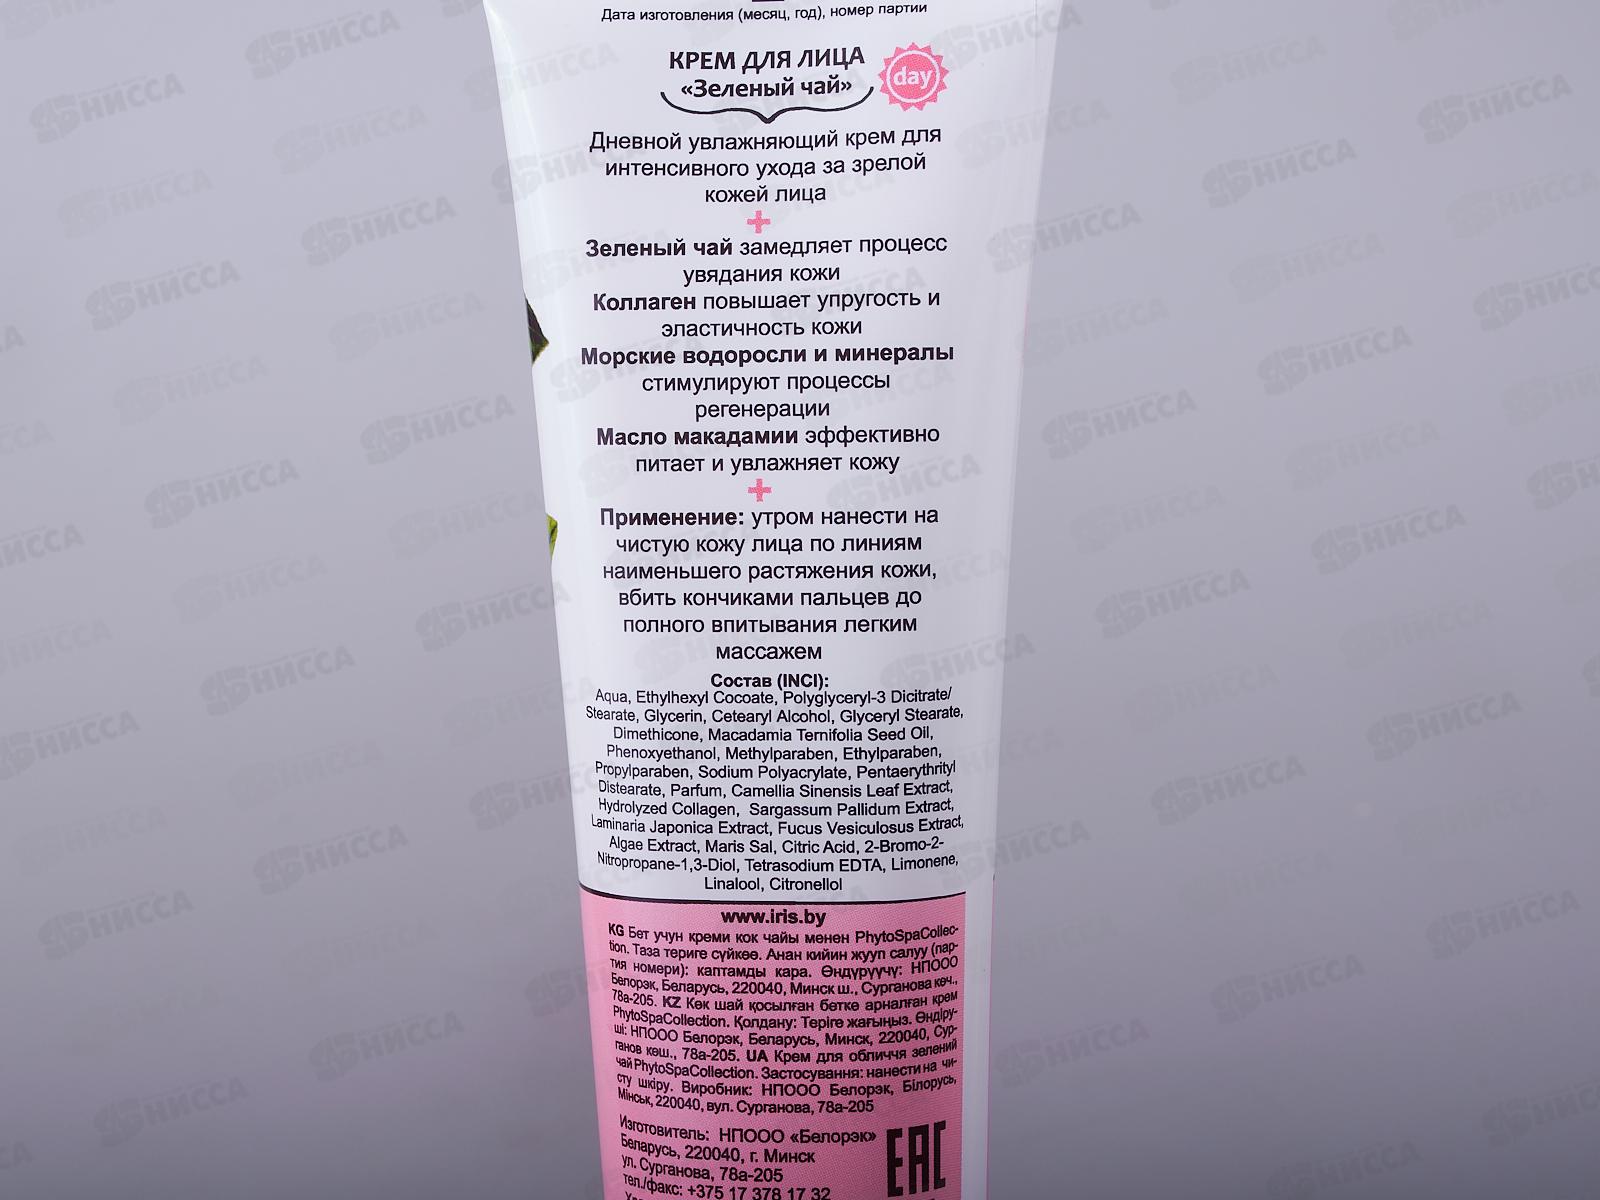 Дата изготовления (месяц, год), номер партии
КРЕМ ДЛЯ ЛИЦА
«Зеленый чай»
day
Дневной увлажняющий крем для
интенсивного ухода за зрелой
кожей лица
Зеленый чай замедляет процесс
увядания кожи
Коллаген повышает упругость и
эластичность кожи
Морские водоросли и минералы
стимулируют процессы
регенерации
Масло макадамии эффективно
питает и увлажняет кожу
Применение: утром нанести на
чистую кожу лица по линиям
наименьшего растяжения кожи,
вбить кончиками пальцев до
полного впитывания легким
массажем
Состав (INCI):
Aqua, Ethylhexyl Cocoate, Polyglyceryl-3 Dicitrate/
Stearate, Glycerin, Cetearyl Alcohol, Glyceryl Stearate,
Dimethicone, Macadamia Ternifolia Seed Oil,
Phenoxyethanol, Methylparaben, Ethylparaben,
Propylparaben, Sodium Polyacrylate, Pentaerythrityl
Distearate, Parfum, Camellia Sinensis Leaf Extract,
Hydrolyzed Collagen, Sargassum Pallidum Extract,
Laminaria Japonica Extract, Fucus Vesiculosus Extract,
Algae Extract, Maris Sal, Citric Acid, 2-Bromo-2-
Nitropropane-1,3-Diol, Tetrasodium EDTA, Limonene,
Linalool, Citronellol
www.iris.by
KG Бет учун креми кок чайы менен PhytoSpaCollec-
tion. Таза териге сүйкөө. Анан кийин жууп салуу (пар-
тия номери): каптамды кара. Өндүрүүчү: НПООО
Белорэк, Беларусь, 220040, Минск ш., Сурганова көч.,
78а-205. KZ Көк шай қосылған бетке арналған крем
PhytoSpaCollection. Қолдану: Теріге жағыңыз. Өндіру-
ші: НПООО Белорэк, Беларусь, Минск, 220040, Сур-
ганов көш., 78а-205. UA Крем для обличчя зелений
чай PhytoSpaCollection. Застосування: нанести на чи-
сту шкіру. Виробник: НПООО Белорэк, Білорусь,
Мінськ, 220040, вул. Сурганова, 78а-205
Изготовитель: НПООО «Белорэк»
Беларусь, 220040, г. Минск
ул. Сурганова, 78а-205
тел./факс: +375 17 378 17 32
EAC
НИССА